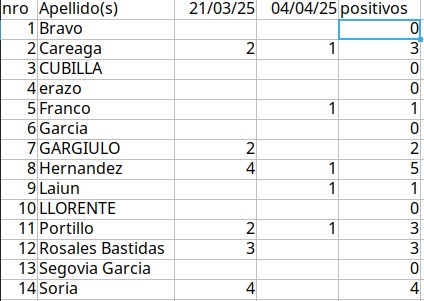 nro Apellido(s) 21/03/25 04/04/25 positivos
1 Bravo 0
2 Careaga 2 1 3
3 CUBILLA 0
4 erazo 0
5 Franco 1 1
6 Garcia 0
7 GARGIULO 2 2
8 Hernandez 4 1 5
9 Laiun 1 1
10 LLORENTE 0
11 Portillo 2 1 3
12 Rosales Bastidas 3 3
13 Segovia Garcia 0
14 Soria 4 4